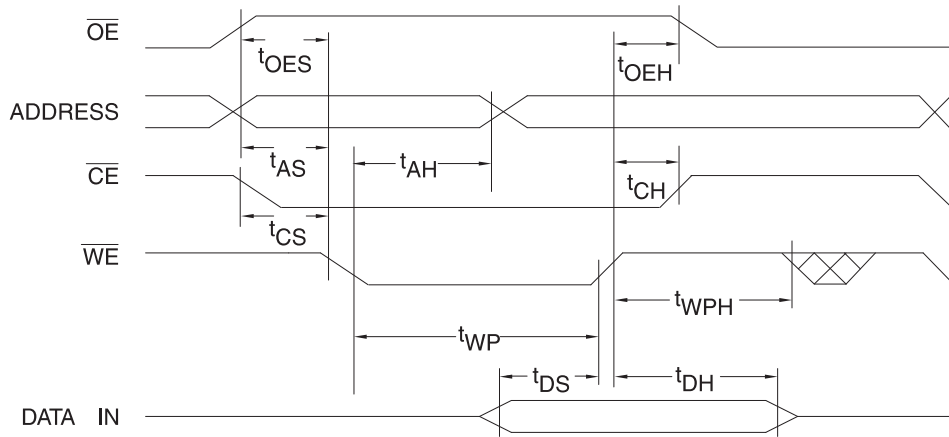 OE
tOES
tOEH
ADDRESS
tAS
tAH
CE
tCH
tCS
WE
tWPH
tWP
tDS
tDH
DATA IN